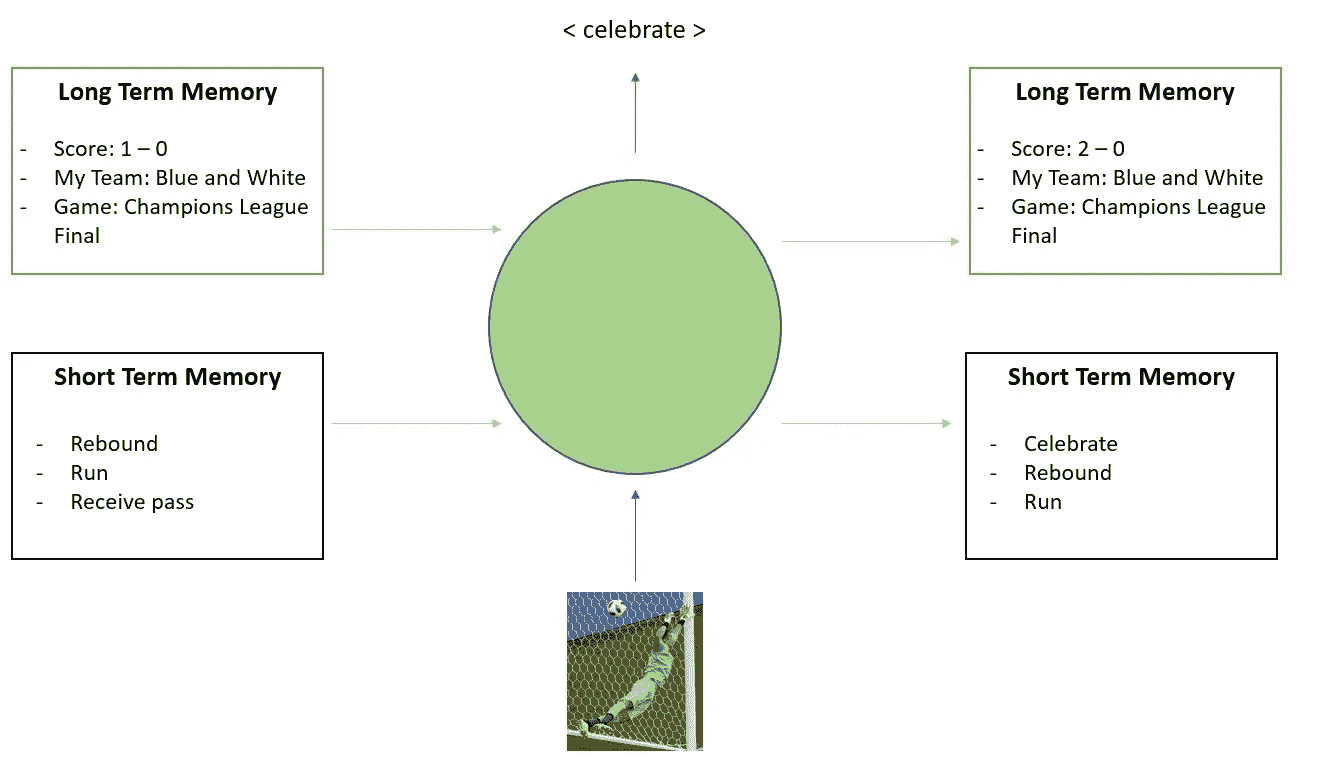 < celebrate >
Long Term Memory
- Score: 1 – 0
- My Team: Blue and White
- Game: Champions League
Final
Short Term Memory
- Rebound
- Run
- Receive pass
Long Term Memory
- Score: 2 – 0
- My Team: Blue and White
- Game: Champions League
Final
Short Term Memory
- Celebrate
- Rebound
- Run